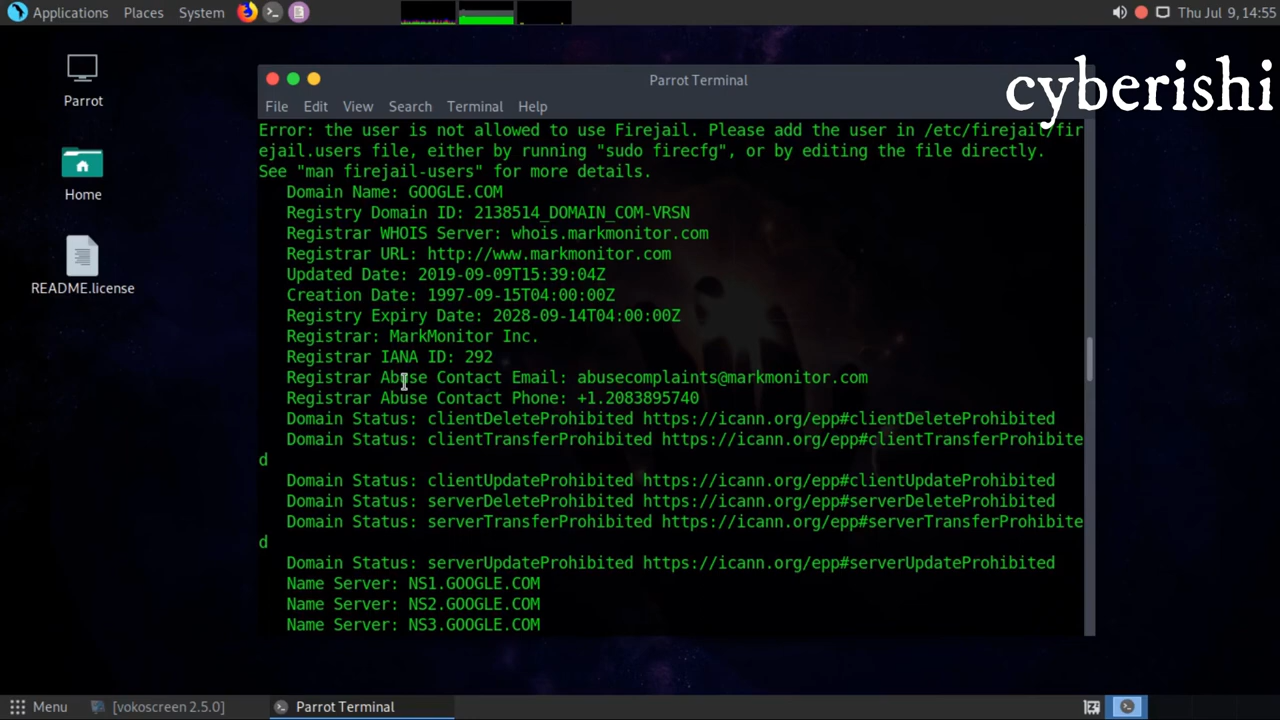 Applications Places System
Thu Jul 9, 14:55
cyberishi
Parrot
Home
README.license
Parrot Terminal
File Edit View Search Terminal Help
Error: the user is not allowed to use Firejail. Please add the user in /etc/firejail/fir
ejail.users file, either by running "sudo firecfg", or by editing the file directly.
See "man firejail-users" for more details.
Domain Name: GOOGLE.COM
Registry Domain ID: 2138514_DOMAIN_COM-VRSN
Registrar WHOIS Server: whois.markmonitor.com
Registrar URL: http://www.markmonitor.com
Updated Date: 2019-09-09T15:39:04Z
Creation Date: 1997-09-15T04:00:00Z
Registry Expiry Date: 2028-09-14T04:00:00Z
Registrar: MarkMonitor Inc.
Registrar IANA ID: 292
Registrar Abuse Contact Email: abusecomplaints@markmonitor.com
Registrar Abuse Contact Phone: +1.2083895740
Domain Status: clientDeleteProhibited https://icann.org/epp#clientDeleteProhibited
Domain Status: clientTransferProhibited https://icann.org/epp#clientTransferProhibite
d
Domain Status: clientUpdateProhibited https://icann.org/epp#clientUpdateProhibited
Domain Status: serverDeleteProhibited https://icann.org/epp#serverDeleteProhibited
Domain Status: serverTransferProhibited https://icann.org/epp#serverTransferProhibite
d
Domain Status: serverUpdateProhibited https://icann.org/epp#serverUpdateProhibited
Name Server: NS1.GOOGLE.COM
Name Server: NS2.GOOGLE.COM
Name Server: NS3.GOOGLE.COM
Menu [vokoscreen 2.5.0] Parrot Terminal